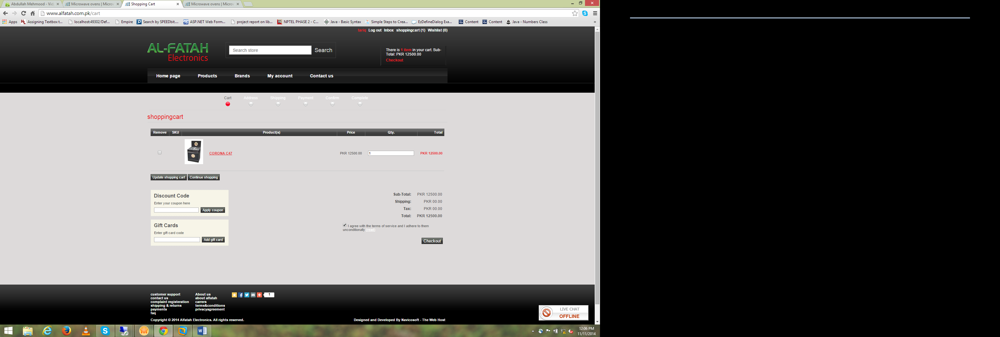 Abdullah Mehmood - Vid
Microwave ovens | Microw
Shopping Cart
Microwave ovens | Microw
www.alfatah.com.pk/cart
Apps
Assigning Textbox t...
localhost:49302/Def...
Empire
Search by SPEEDbit....
ASP.NET Web Form...
project report on lib...
NPTEL PHASE 2 - C...
Java - Basic Syntax
Simple Steps to Crea...
EzDefineDialog Exa...
Content
Content
Java - Numbers Class
»
tariq Log out Inbox shoppingcart (1) Wishlist (0)
AL-FATAH
Electronics
Search store
Search
There is 1 item in your cart. Sub-
Total: PKR 12500.00
Checkout
Home page Products Brands My account Contact us
Cart Address Shipping Payment Confirm Complete
shoppingcart
Remove SKU Product(s) Price Qty. Total
CORONA C47 PKR 12500.00 1 PKR 12500.00
Update shopping cart Continue shopping
Discount Code
Enter your coupon here
Apply coupon
Gift Cards
Enter gift card code
Add gift card
Sub-Total: PKR 12500.00
Shipping: PKR 00.00
Tax: PKR 00.00
Total: PKR 12500.00
I agree with the terms of service and I adhere to them
unconditionally (read)
Checkout
customer support
contact us
complaint registeration
shipping & returns
payments
faq
About us
about alfatah
carrers
terms&conditions
privacyagreement
1
Copyright © 2014 Alfatah Electronics. All rights reserved.
Designed and Developed By Navicosoft - The Web Host
LIVE CHAT
OFFLINE
12:06 PM
11/11/2014